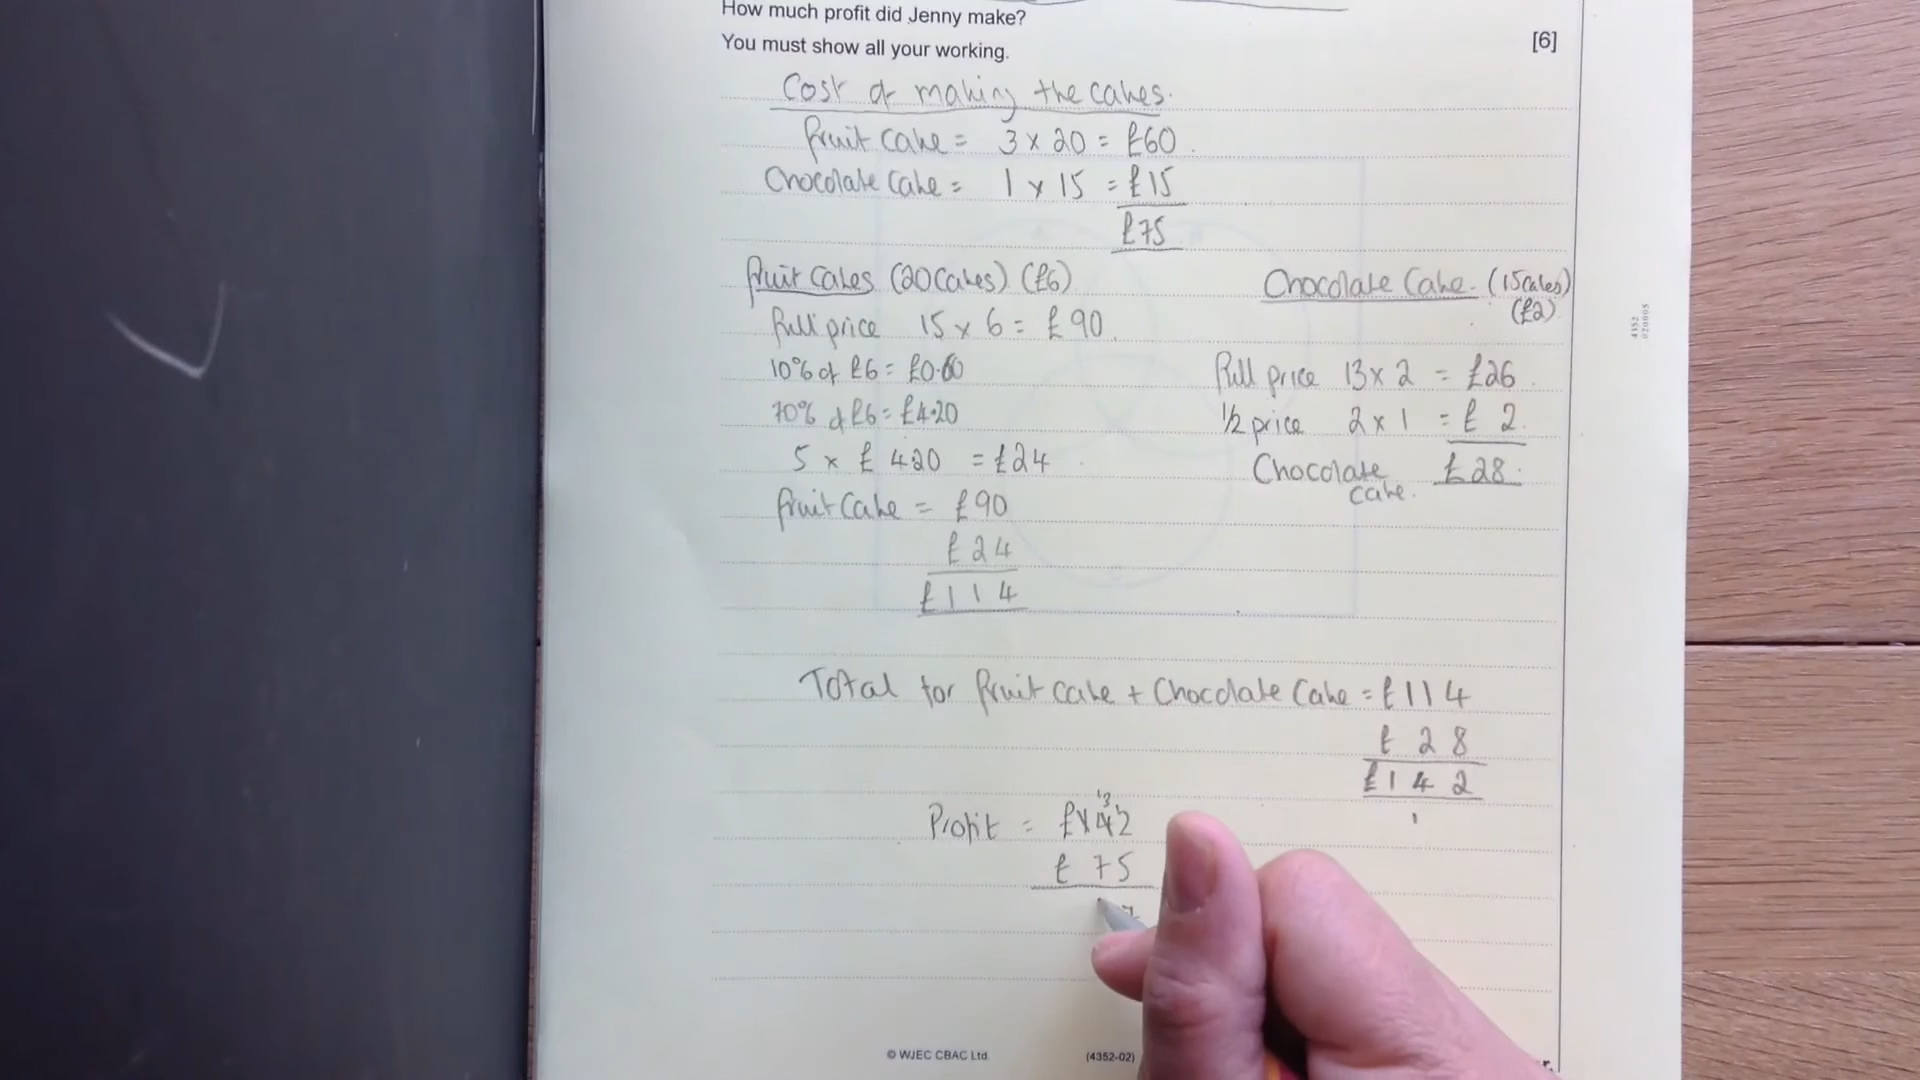 How much profit did Jenny make?
You must show all your working.
[6]
Cost of making the cakes.
fruit cake = 3 x 20 = £60.
Chocolate Cake = 1 x 15 = £15
£75
fruit Cakes (20 Cakes) (£6)
full price 15 x 6 = £90.
10% of £6 = £0.60
70% of £6 = £4.20
5 x £ 4.20 = £24
fruit Cake = £90
£24
£114
Chocolate Cake. (15 Cakes)
(£2)
full price 13 x 2 = £26.
1/2 price 2 x 1 = £ 2.
Chocolate £28.
cake.
Total for fruit cake + Chocolate Cake = £114
£ 28
£142
1
Profit = £142
£ 75
4352
020005
© WJEC CBAC Ltd.
(4352-02)